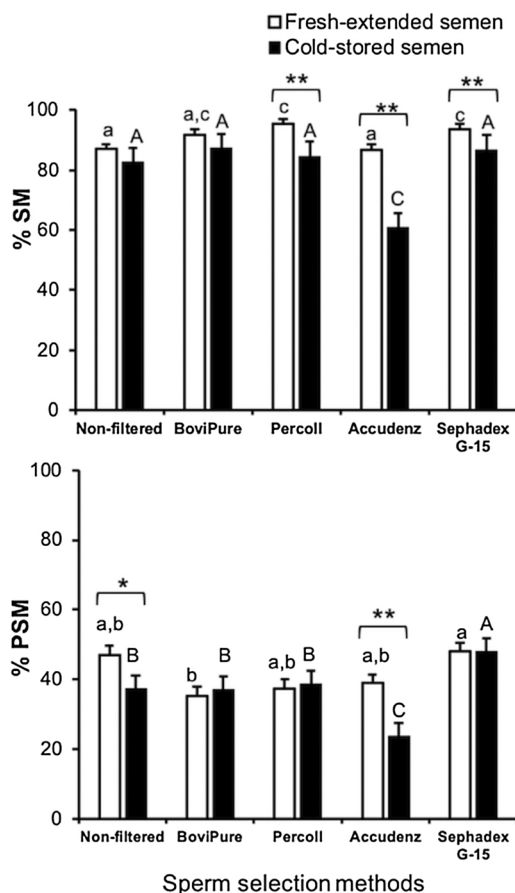 Fresh-extended semen
Cold-stored semen
** ** **
a A a,c A c A a C c A
% SM
100
80
60
40
20
0
Non-filtered BoviPure Percoll Accudenz Sephadex
G-15
* **
a,b B b B a,b B a,b C a A
% PSM
100
80
60
40
20
0
Non-filtered BoviPure Percoll Accudenz Sephadex
G-15
Sperm selection methods